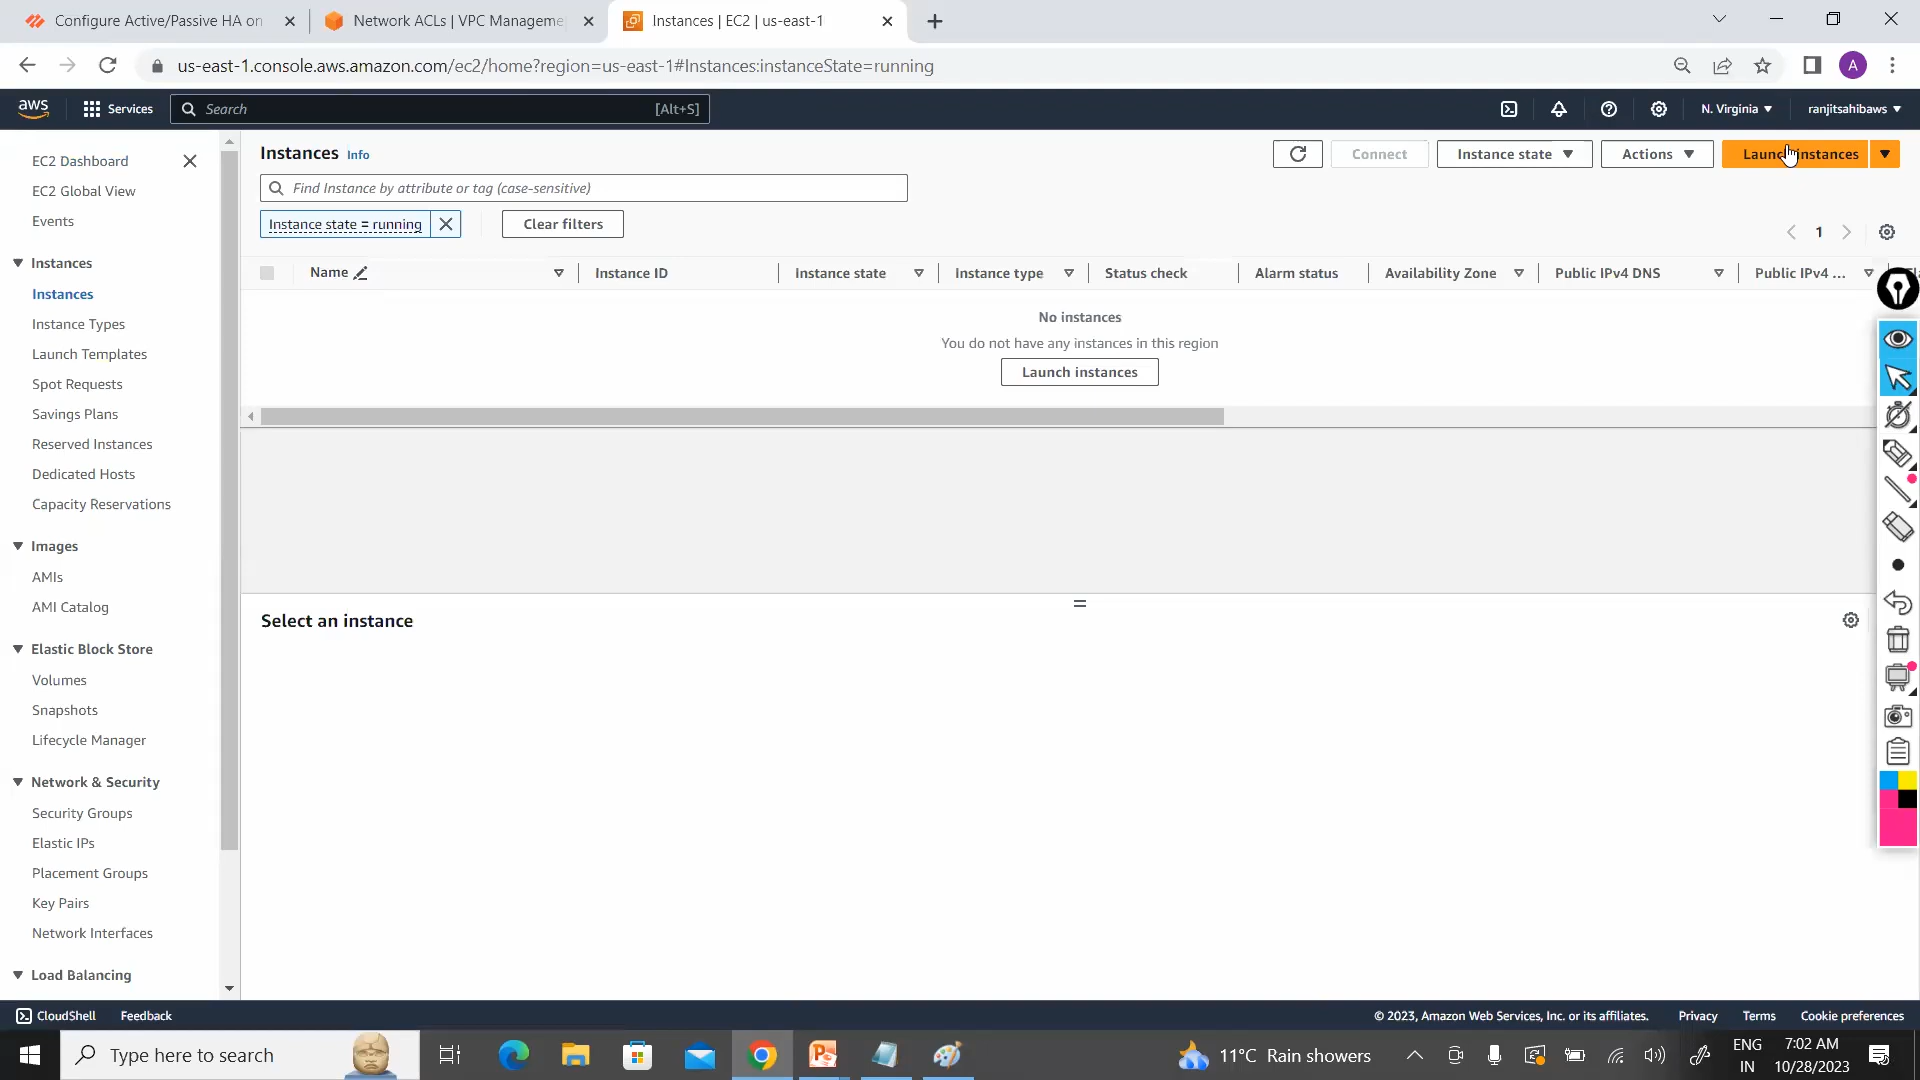 Configure Active/Passive HA on
Network ACLs | VPC Manageme
Instances | EC2 | us-east-1
us-east-1.console.aws.amazon.com/ec2/home?region=us-east-1#Instances:instanceState=running
A
aws
Services
Search
[Alt+S]
N. Virginia
ranjitsahibaws
EC2 Dashboard
EC2 Global View
Events
Instances
Instances
Instance Types
Launch Templates
Spot Requests
Savings Plans
Reserved Instances
Dedicated Hosts
Capacity Reservations
Images
AMIs
AMI Catalog
Elastic Block Store
Volumes
Snapshots
Lifecycle Manager
Network & Security
Security Groups
Elastic IPs
Placement Groups
Key Pairs
Network Interfaces
Load Balancing
Instances Info
Connect
Instance state
Actions
Launch instances
Find Instance by attribute or tag (case-sensitive)
Instance state = running
Clear filters
1
Name
Instance ID
Instance state
Instance type
Status check
Alarm status
Availability Zone
Public IPv4 DNS
Public IPv4 ...
No instances
You do not have any instances in this region
Launch instances
Select an instance
CloudShell
Feedback
© 2023, Amazon Web Services, Inc. or its affiliates.
Privacy
Terms
Cookie preferences
Type here to search
11°C Rain showers
ENG
IN
7:02 AM
10/28/2023